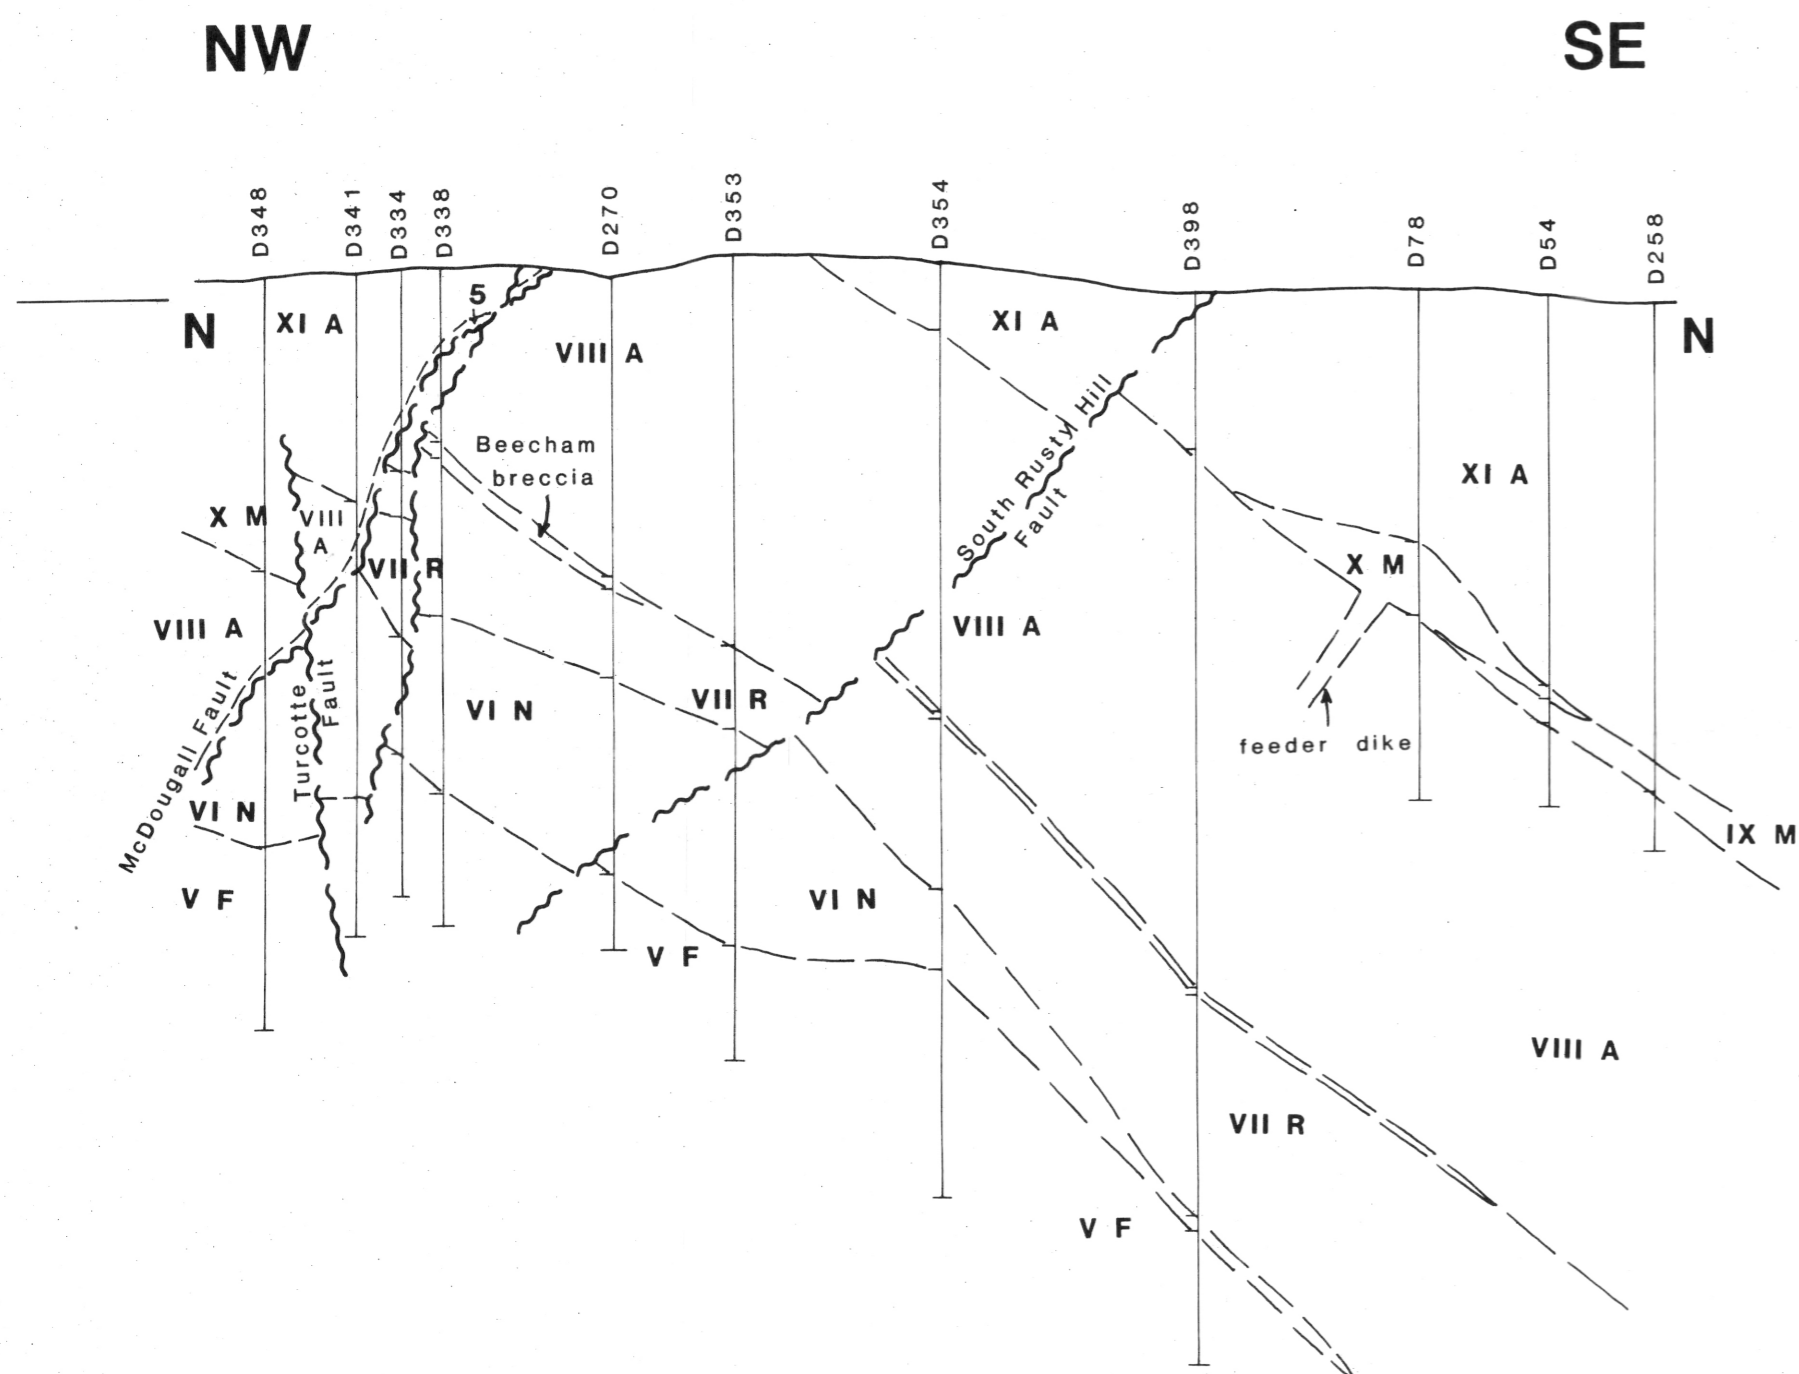 NW
SE
D348
D341
D334
D338
D270
D353
D354
D398
D78
D54
D258
N
XI A
5
VIII A
XI A
N
Beecham
breccia
South Rusty Hill
Fault
XI A
X M
VIII
A
VII R
X M
VIII A
VIII A
McDougall Fault
Turcotte
Fault
VI N
VII R
feeder dike
VI N
IX M
V F
VI N
V F
VIII A
VII R
V F